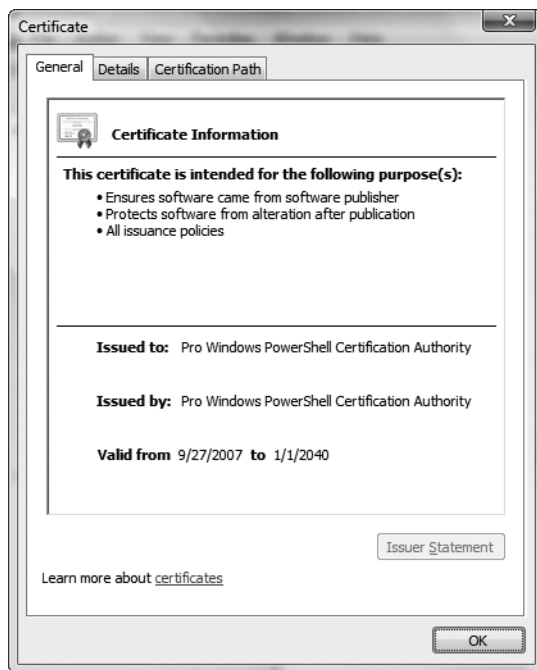 Certificate
General Details Certification Path
Certificate Information
This certificate is intended for the following purpose(s):
• Ensures software came from software publisher
• Protects software from alteration after publication
• All issuance policies
Issued to: Pro Windows PowerShell Certification Authority
Issued by: Pro Windows PowerShell Certification Authority
Valid from 9/27/2007 to 1/1/2040
Issuer Statement
Learn more about certificates
OK